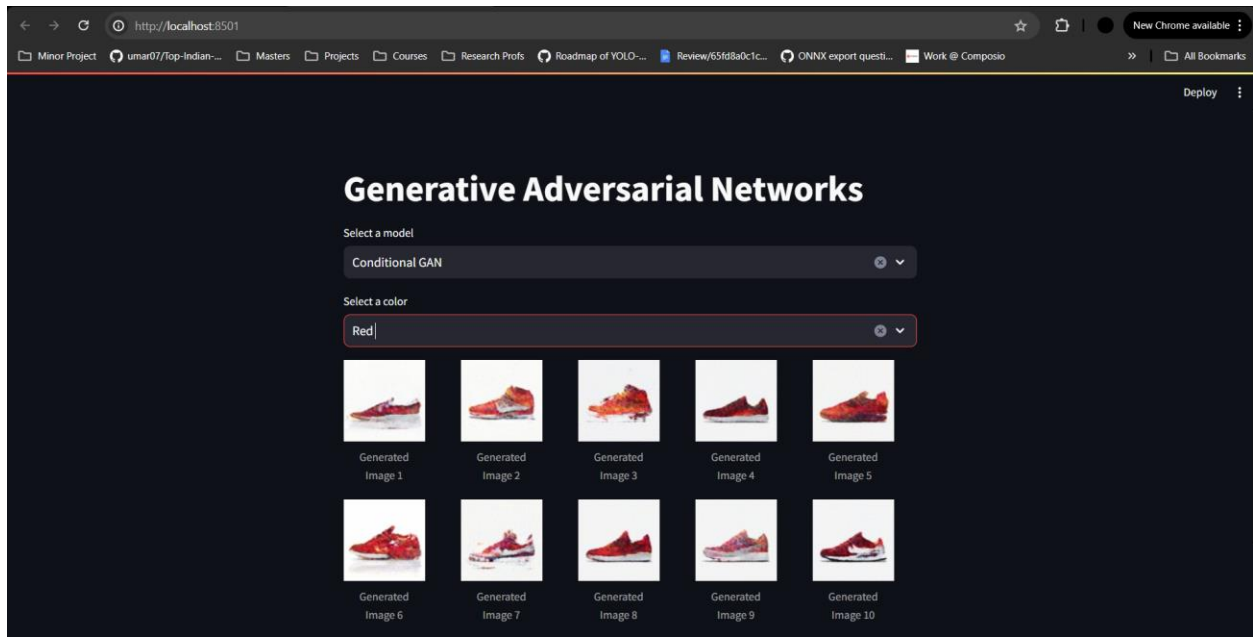 http://localhost:8501
New Chrome available
Minor Project umar07/Top-Indian-... Masters Projects Courses Research Profs Roadmap of YOLO-... Review/65fd8a0c1c... ONNX export questi... Work @ Composio » All Bookmarks
Deploy
Generative Adversarial Networks
Select a model
Conditional GAN
Select a color
Red
Generated Generated Generated Generated Generated
Image 1 Image 2 Image 3 Image 4 Image 5
Generated Generated Generated Generated Generated
Image 6 Image 7 Image 8 Image 9 Image 10